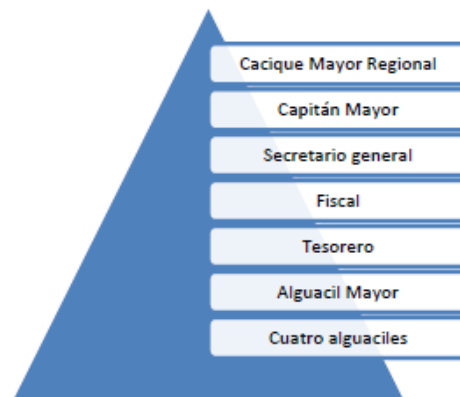 Cacique Mayor Regional
Capitán Mayor
Secretario general
Fiscal
Tesorero
Alguacil Mayor
Cuatro alguaciles